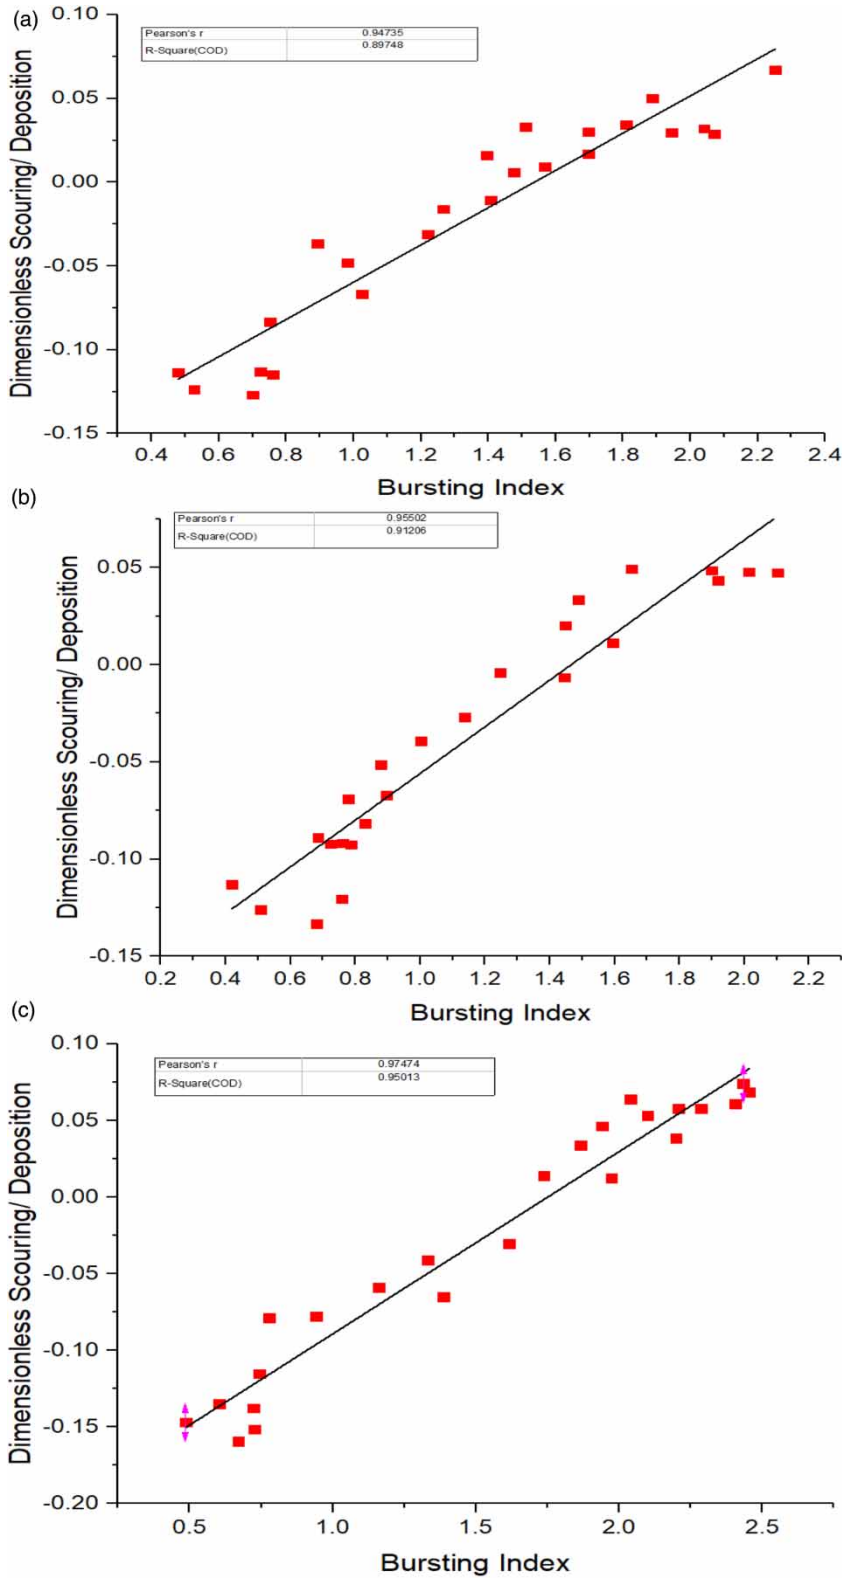 (a)
0.10
0.05
0.00
-0.05
-0.10
-0.15
Dimensionless Scouring/ Deposition
Pearson's r 0.94735
R-Square(COD) 0.89748
0.4 0.6 0.8 1.0 1.2 1.4 1.6 1.8 2.0 2.2 2.4
Bursting Index
(b)
0.05
0.00
-0.05
-0.10
-0.15
Dimensionless Scouring/ Deposition
Pearson's r 0.95502
R-Square(COD) 0.91206
0.2 0.4 0.6 0.8 1.0 1.2 1.4 1.6 1.8 2.0 2.2
Bursting Index
(c)
0.10
0.05
0.00
-0.05
-0.10
-0.15
-0.20
Dimensionless Scouring/ Deposition
Pearson's r 0.97474
R-Square(COD) 0.95013
0.5 1.0 1.5 2.0 2.5
Bursting Index